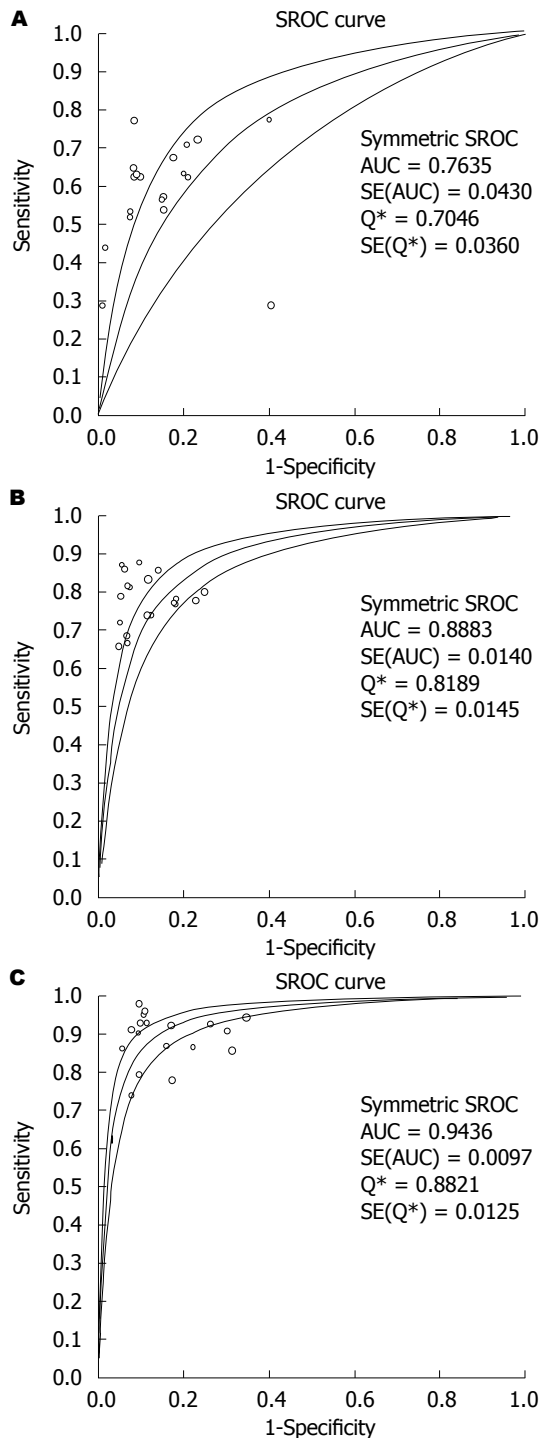 A
SROC curve
1.0
0.9
0.8
0.7
0.6
0.5
0.4
0.3
0.2
0.1
0.0
Sensitivity
Symmetric SROC
AUC = 0.7635
SE(AUC) = 0.0430
Q* = 0.7046
SE(Q*) = 0.0360
0.0 0.2 0.4 0.6 0.8 1.0
1-Specificity
B
SROC curve
1.0
0.9
0.8
0.7
0.6
0.5
0.4
0.3
0.2
0.1
0.0
Sensitivity
Symmetric SROC
AUC = 0.8883
SE(AUC) = 0.0140
Q* = 0.8189
SE(Q*) = 0.0145
0.0 0.2 0.4 0.6 0.8 1.0
1-Specificity
C
SROC curve
1.0
0.9
0.8
0.7
0.6
0.5
0.4
0.3
0.2
0.1
0.0
Sensitivity
Symmetric SROC
AUC = 0.9436
SE(AUC) = 0.0097
Q* = 0.8821
SE(Q*) = 0.0125
0.0 0.2 0.4 0.6 0.8 1.0
1-Specificity